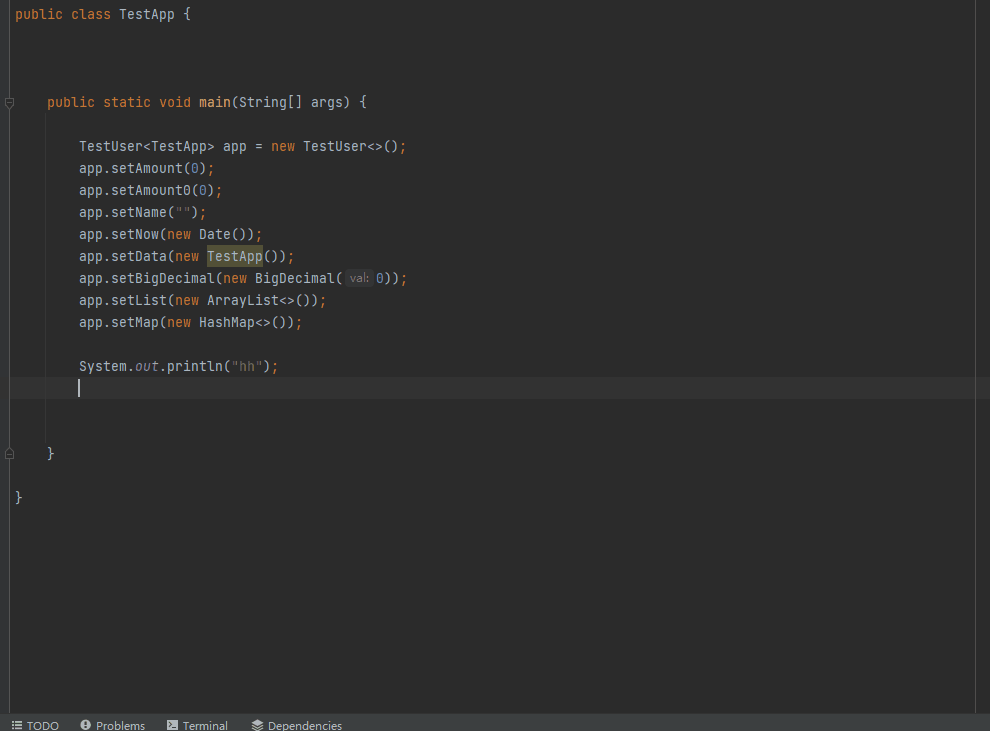 public class TestApp {
public static void main(String[] args) {
TestUser<TestApp> app = new TestUser<>();
app.setAmount(0);
app.setAmount0(0);
app.setName("");
app.setNow(new Date());
app.setData(new TestApp());
app.setBigDecimal(new BigDecimal( val: 0));
app.setList(new ArrayList<>());
app.setMap(new HashMap<>());
System.out.println("hh");
}
}
TODO Problems Terminal Dependencies